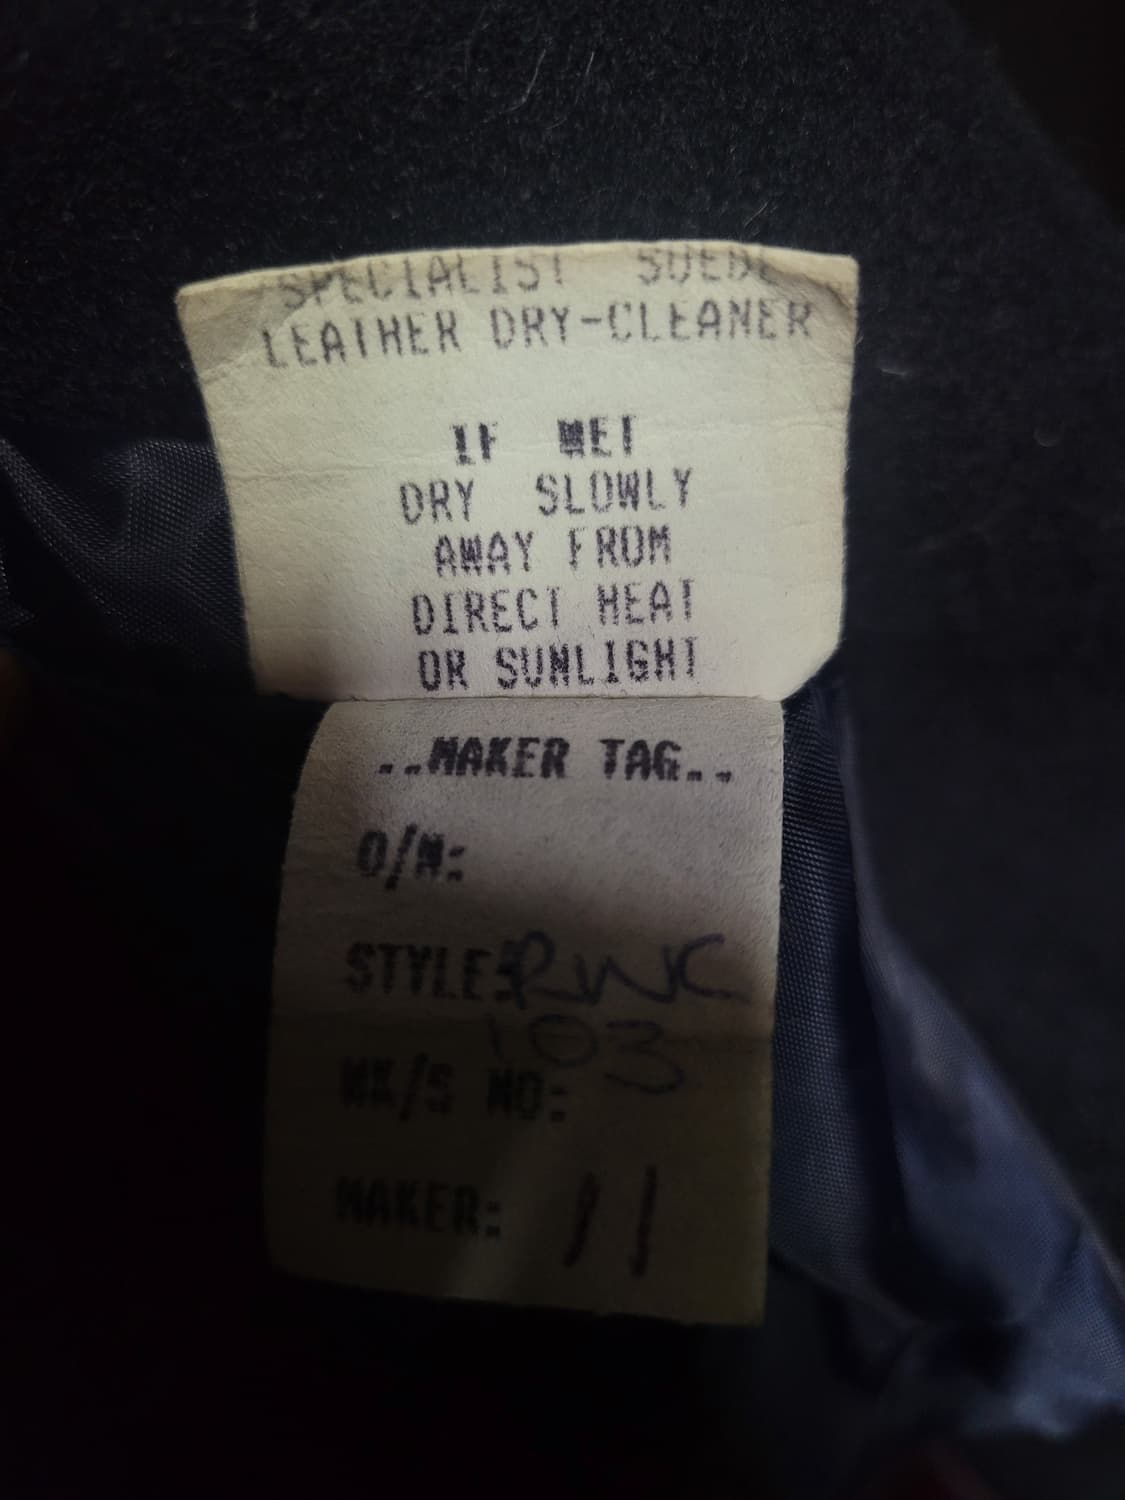 SPECIALIST SUEDE
LEATHER DRY-CLEANER
IF WET
DRY SLOWLY
AWAY FROM
DIRECT HEAT
OR SUNLIGHT
..MAKER TAG..
O/N:
STYLE: RWC
103
MK/S NO:
MAKER: 11